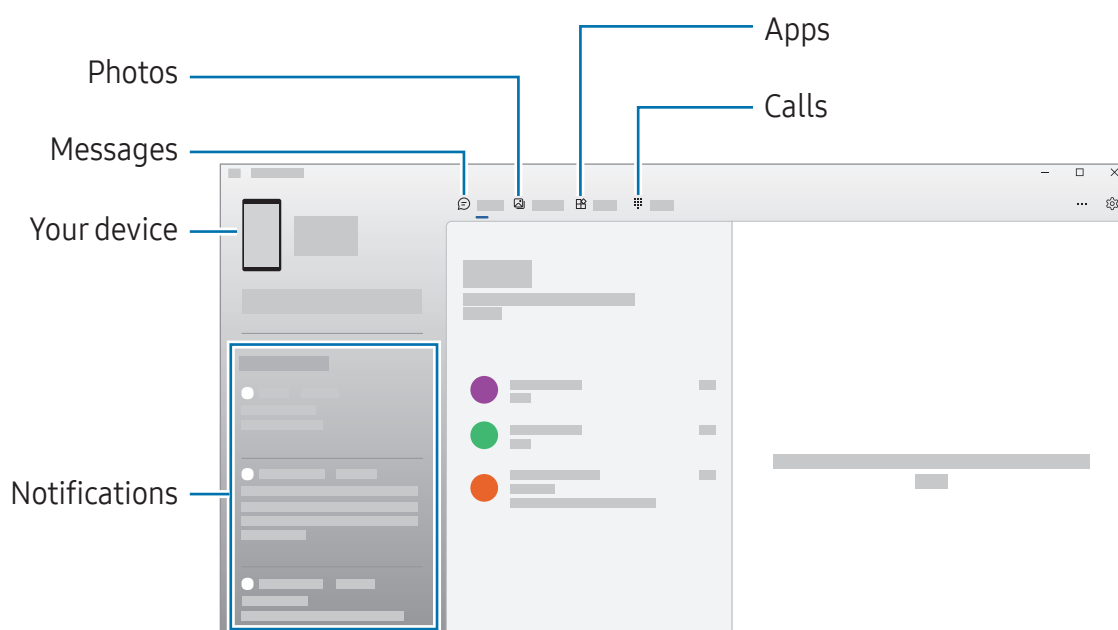 Apps
Photos
Calls
Messages
Your device
Notifications